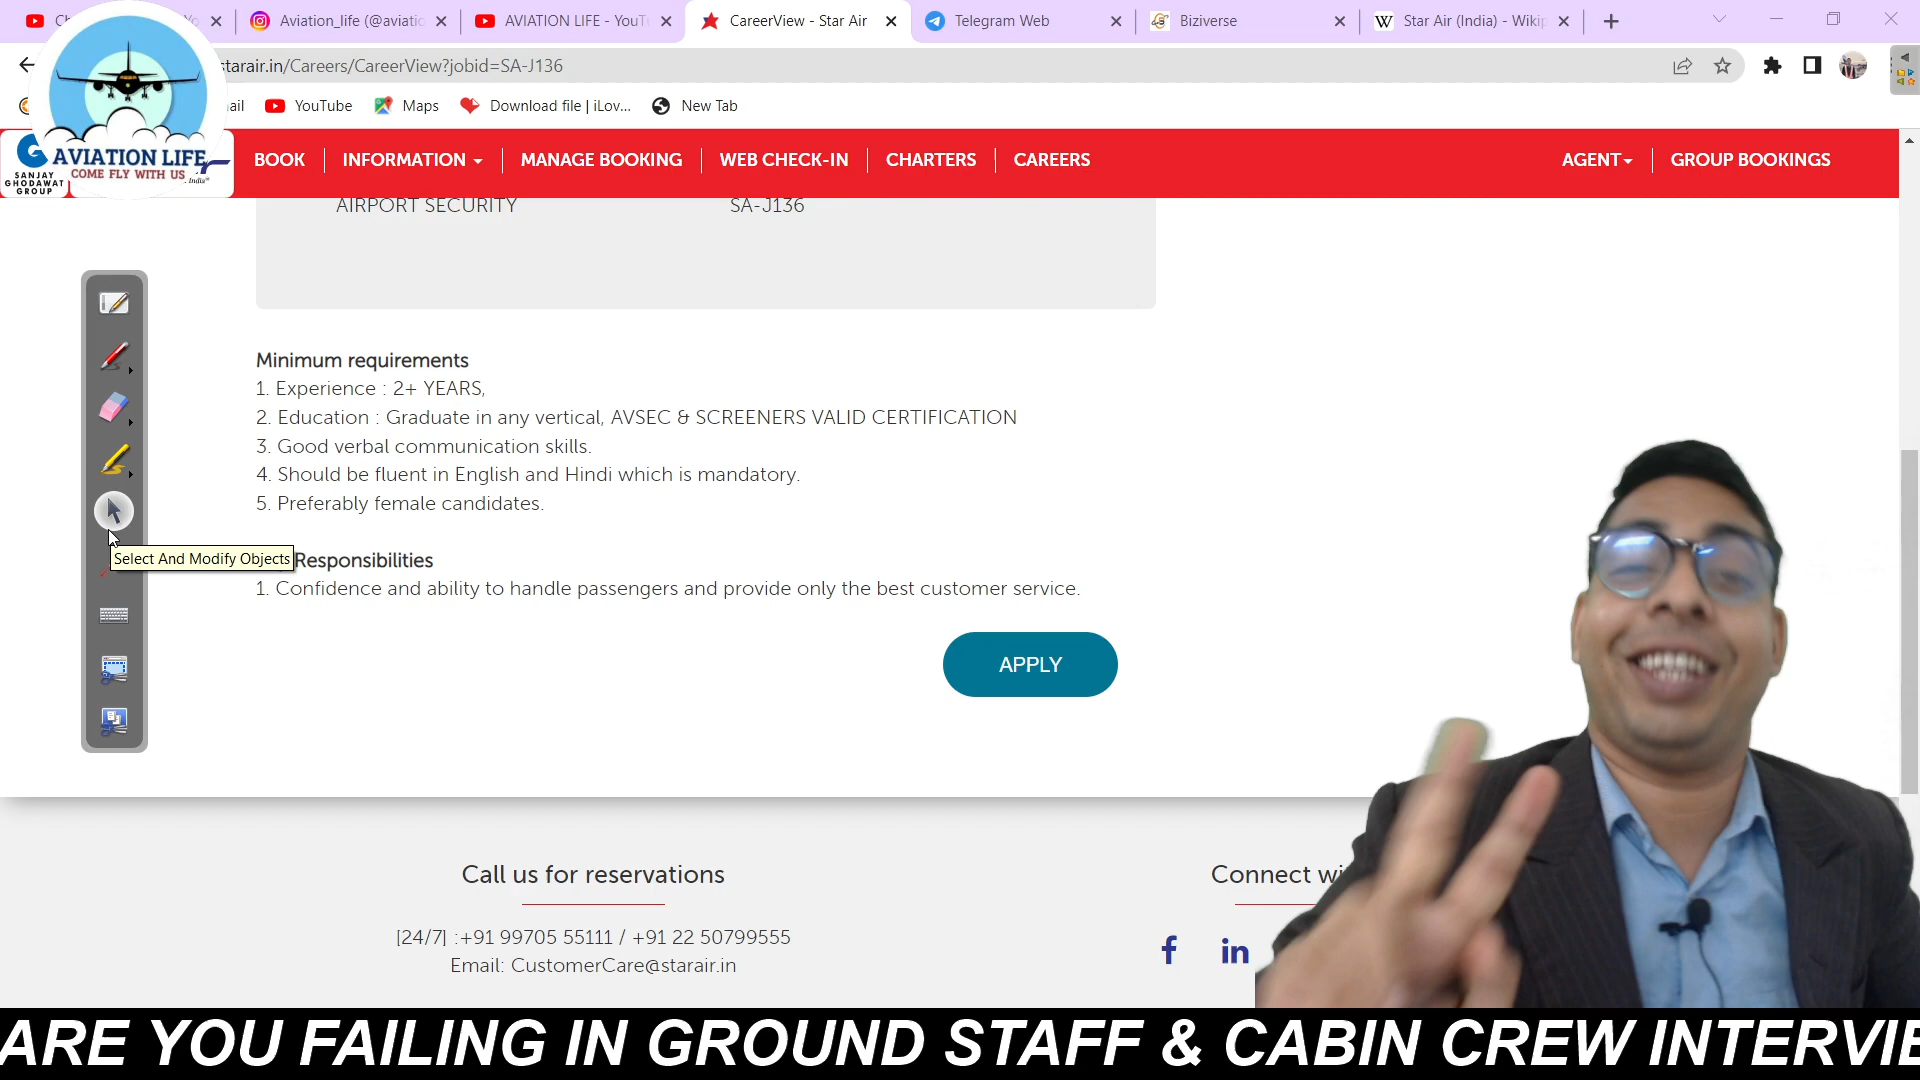 Aviation_life (@aviatio
AVIATION LIFE - YouTu
CareerView - Star Air
Telegram Web
Biziverse
Star Air (India) - Wikip
starair.in/Careers/CareerView?jobid=SA-J136
YouTube
Maps
Download file | iLov...
New Tab
AVIATION LIFE
COME FLY WITH US
SANJAY
GHODAWAT
GROUP
BOOK
INFORMATION
MANAGE BOOKING
WEB CHECK-IN
CHARTERS
CAREERS
AGENT
GROUP BOOKINGS
AIRPORT SECURITY
SA-J136
Minimum requirements
1. Experience : 2+ YEARS,
2. Education : Graduate in any vertical, AVSEC & SCREENERS VALID CERTIFICATION
3. Good verbal communication skills.
4. Should be fluent in English and Hindi which is mandatory.
5. Preferably female candidates.
Select And Modify Objects
Responsibilities
1. Confidence and ability to handle passengers and provide only the best customer service.
APPLY
Call us for reservations
[24/7] :+91 99705 55111 / +91 22 50799555
Email: CustomerCare@starair.in
Connect wi
f
in
ARE YOU FAILING IN GROUND STAFF & CABIN CREW INTERVIE